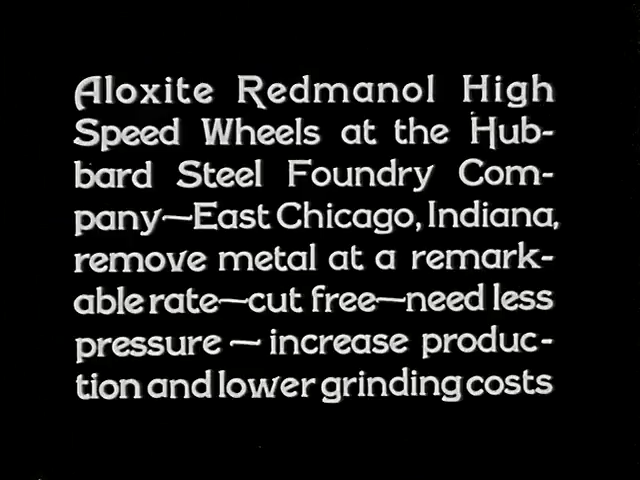 Aloxite Redmanol High
Speed Wheels at the Hub-
bard Steel Foundry Com-
pany—East Chicago, Indiana,
remove metal at a remark-
able rate—cut free—need less
pressure — increase produc-
tion and lower grinding costs